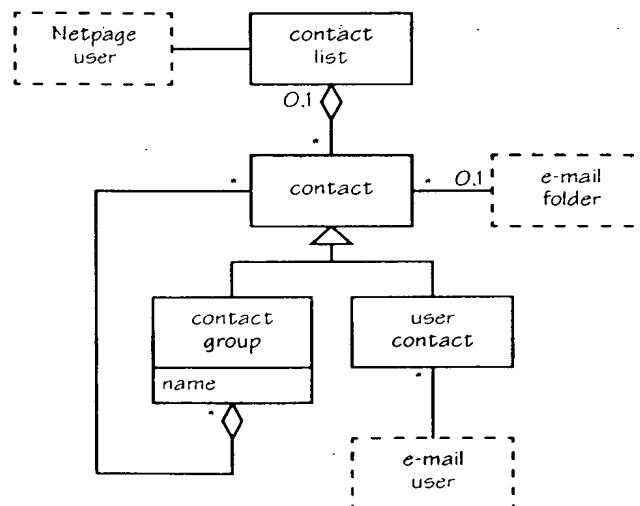 Netpage
user
contact
list
0,1
*
*
contact
*
0,1
e-mail
folder
contact
group
name
*
user
contact
*
e-mail
user